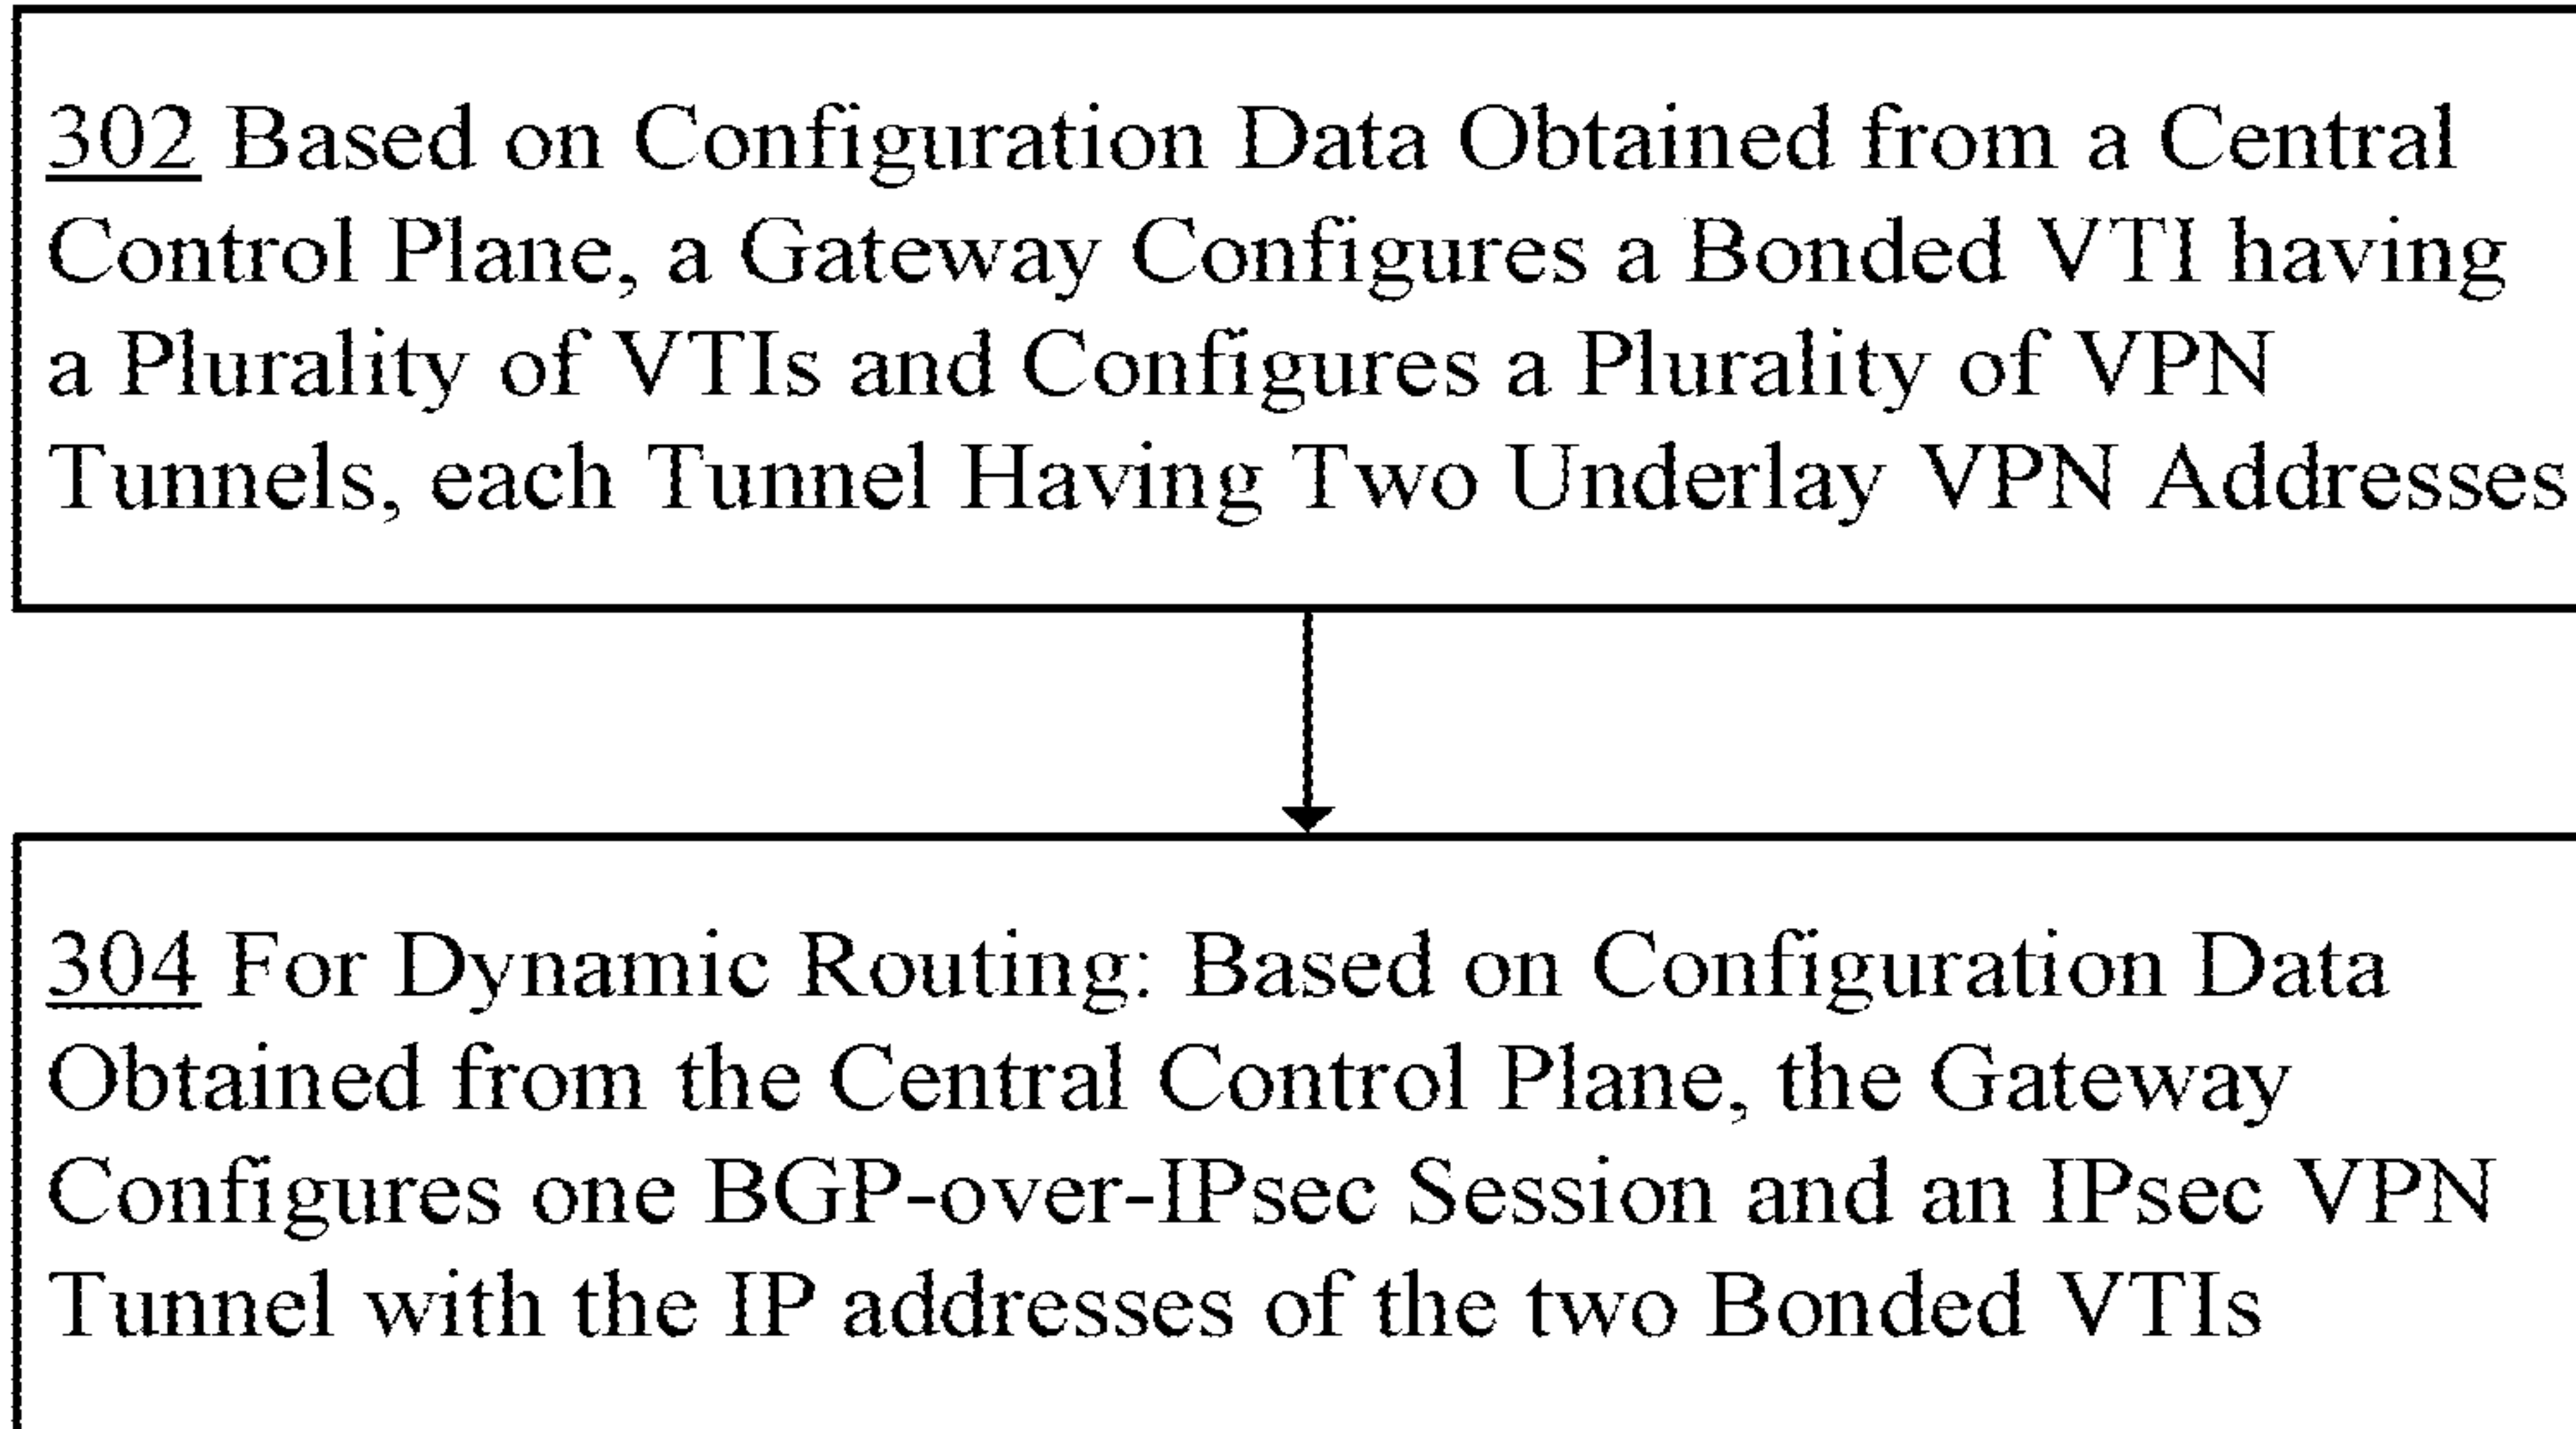 302 Based on Configuration Data Obtained from a Central
Control Plane, a Gateway Configures a Bonded VTI having
a Plurality of VTIs and Configures a Plurality of VPN
Tunnels, each Tunnel Having Two Underlay VPN Addresses
304 For Dynamic Routing: Based on Configuration Data
Obtained from the Central Control Plane, the Gateway
Configures one BGP-over-IPsec Session and an IPsec VPN
Tunnel with the IP addresses of the two Bonded VTIs